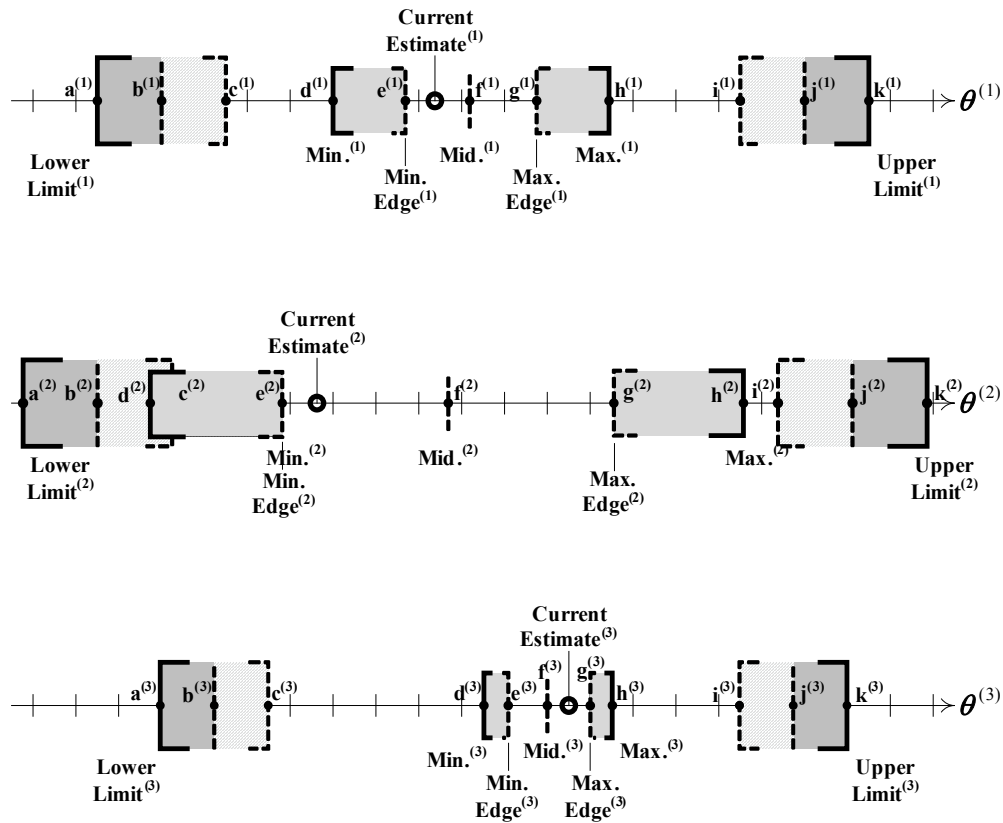 Current
Estimate(1)
a(1) b(1) c(1) d(1) e(1) f(1) g(1) h(1) i(1) j(1) k(1) θ(1)
Min.(1) Mid.(1) Max.(1)
Lower
Limit(1)
Min.
Edge(1)
Max.
Edge(1)
Upper
Limit(1)
Current
Estimate(2)
a(2) b(2) d(2) c(2) e(2) f(2) g(2) h(2) i(2) j(2) k(2) θ(2)
Min.(2) Mid.(2) Max.(2)
Lower
Limit(2)
Min.
Edge(2)
Max.
Edge(2)
Upper
Limit(2)
Current
Estimate(3)
a(3) b(3) c(3) d(3) e(3) f(3) g(3) h(3) i(3) j(3) k(3) θ(3)
Min.(3) Mid.(3) Max.(3)
Lower
Limit(3)
Min.
Edge(3)
Max.
Edge(3)
Upper
Limit(3)